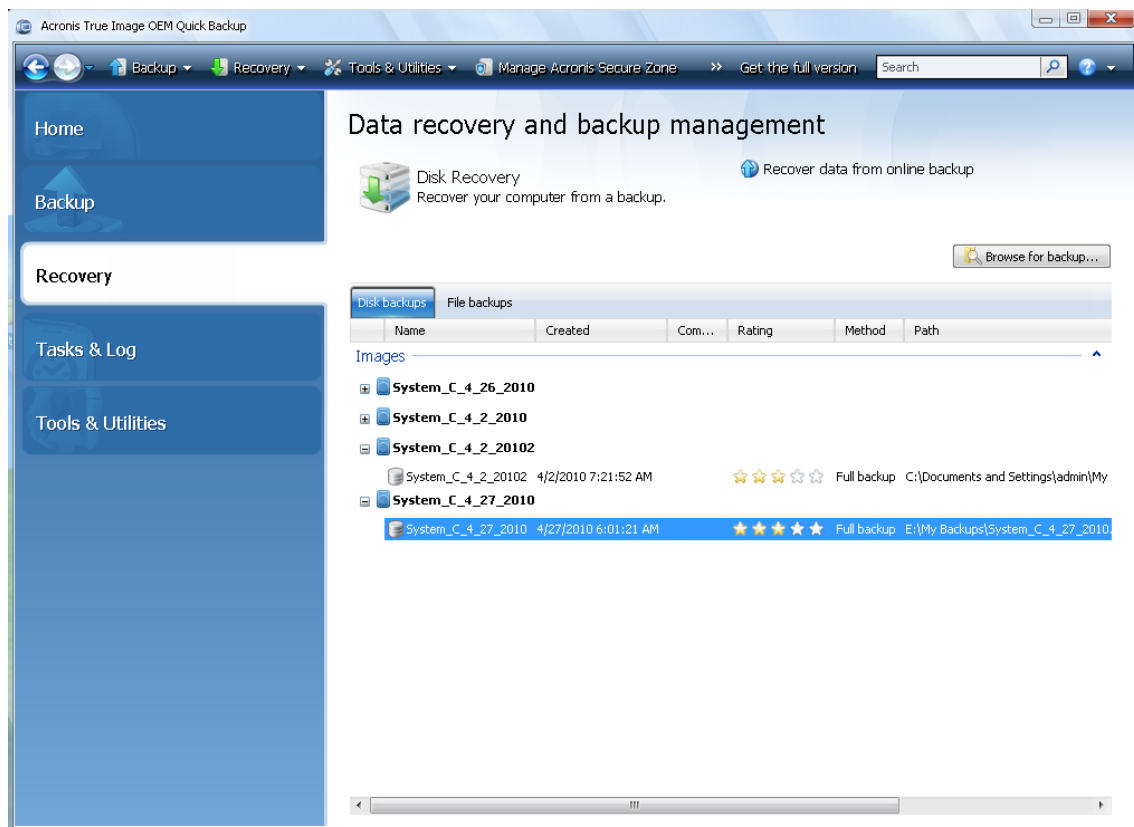 Acronis True Image OEM Quick Backup
Backup Recovery Tools & Utilities Manage Acronis Secure Zone >> Get the full version Search
Home
Backup
Recovery
Tasks & Log
Tools & Utilities
Data recovery and backup management
Disk Recovery
Recover your computer from a backup.
Recover data from online backup
Browse for backup...
Disk backups File backups
Name Created Com... Rating Method Path
Images
System_C_4_26_2010
System_C_4_2_2010
System_C_4_2_20102
System_C_4_2_20102 4/2/2010 7:21:52 AM Full backup C:\Documents and Settings\admin\My
System_C_4_27_2010
System_C_4_27_2010 4/27/2010 6:01:21 AM Full backup E:\My Backups\System_C_4_27_2010.